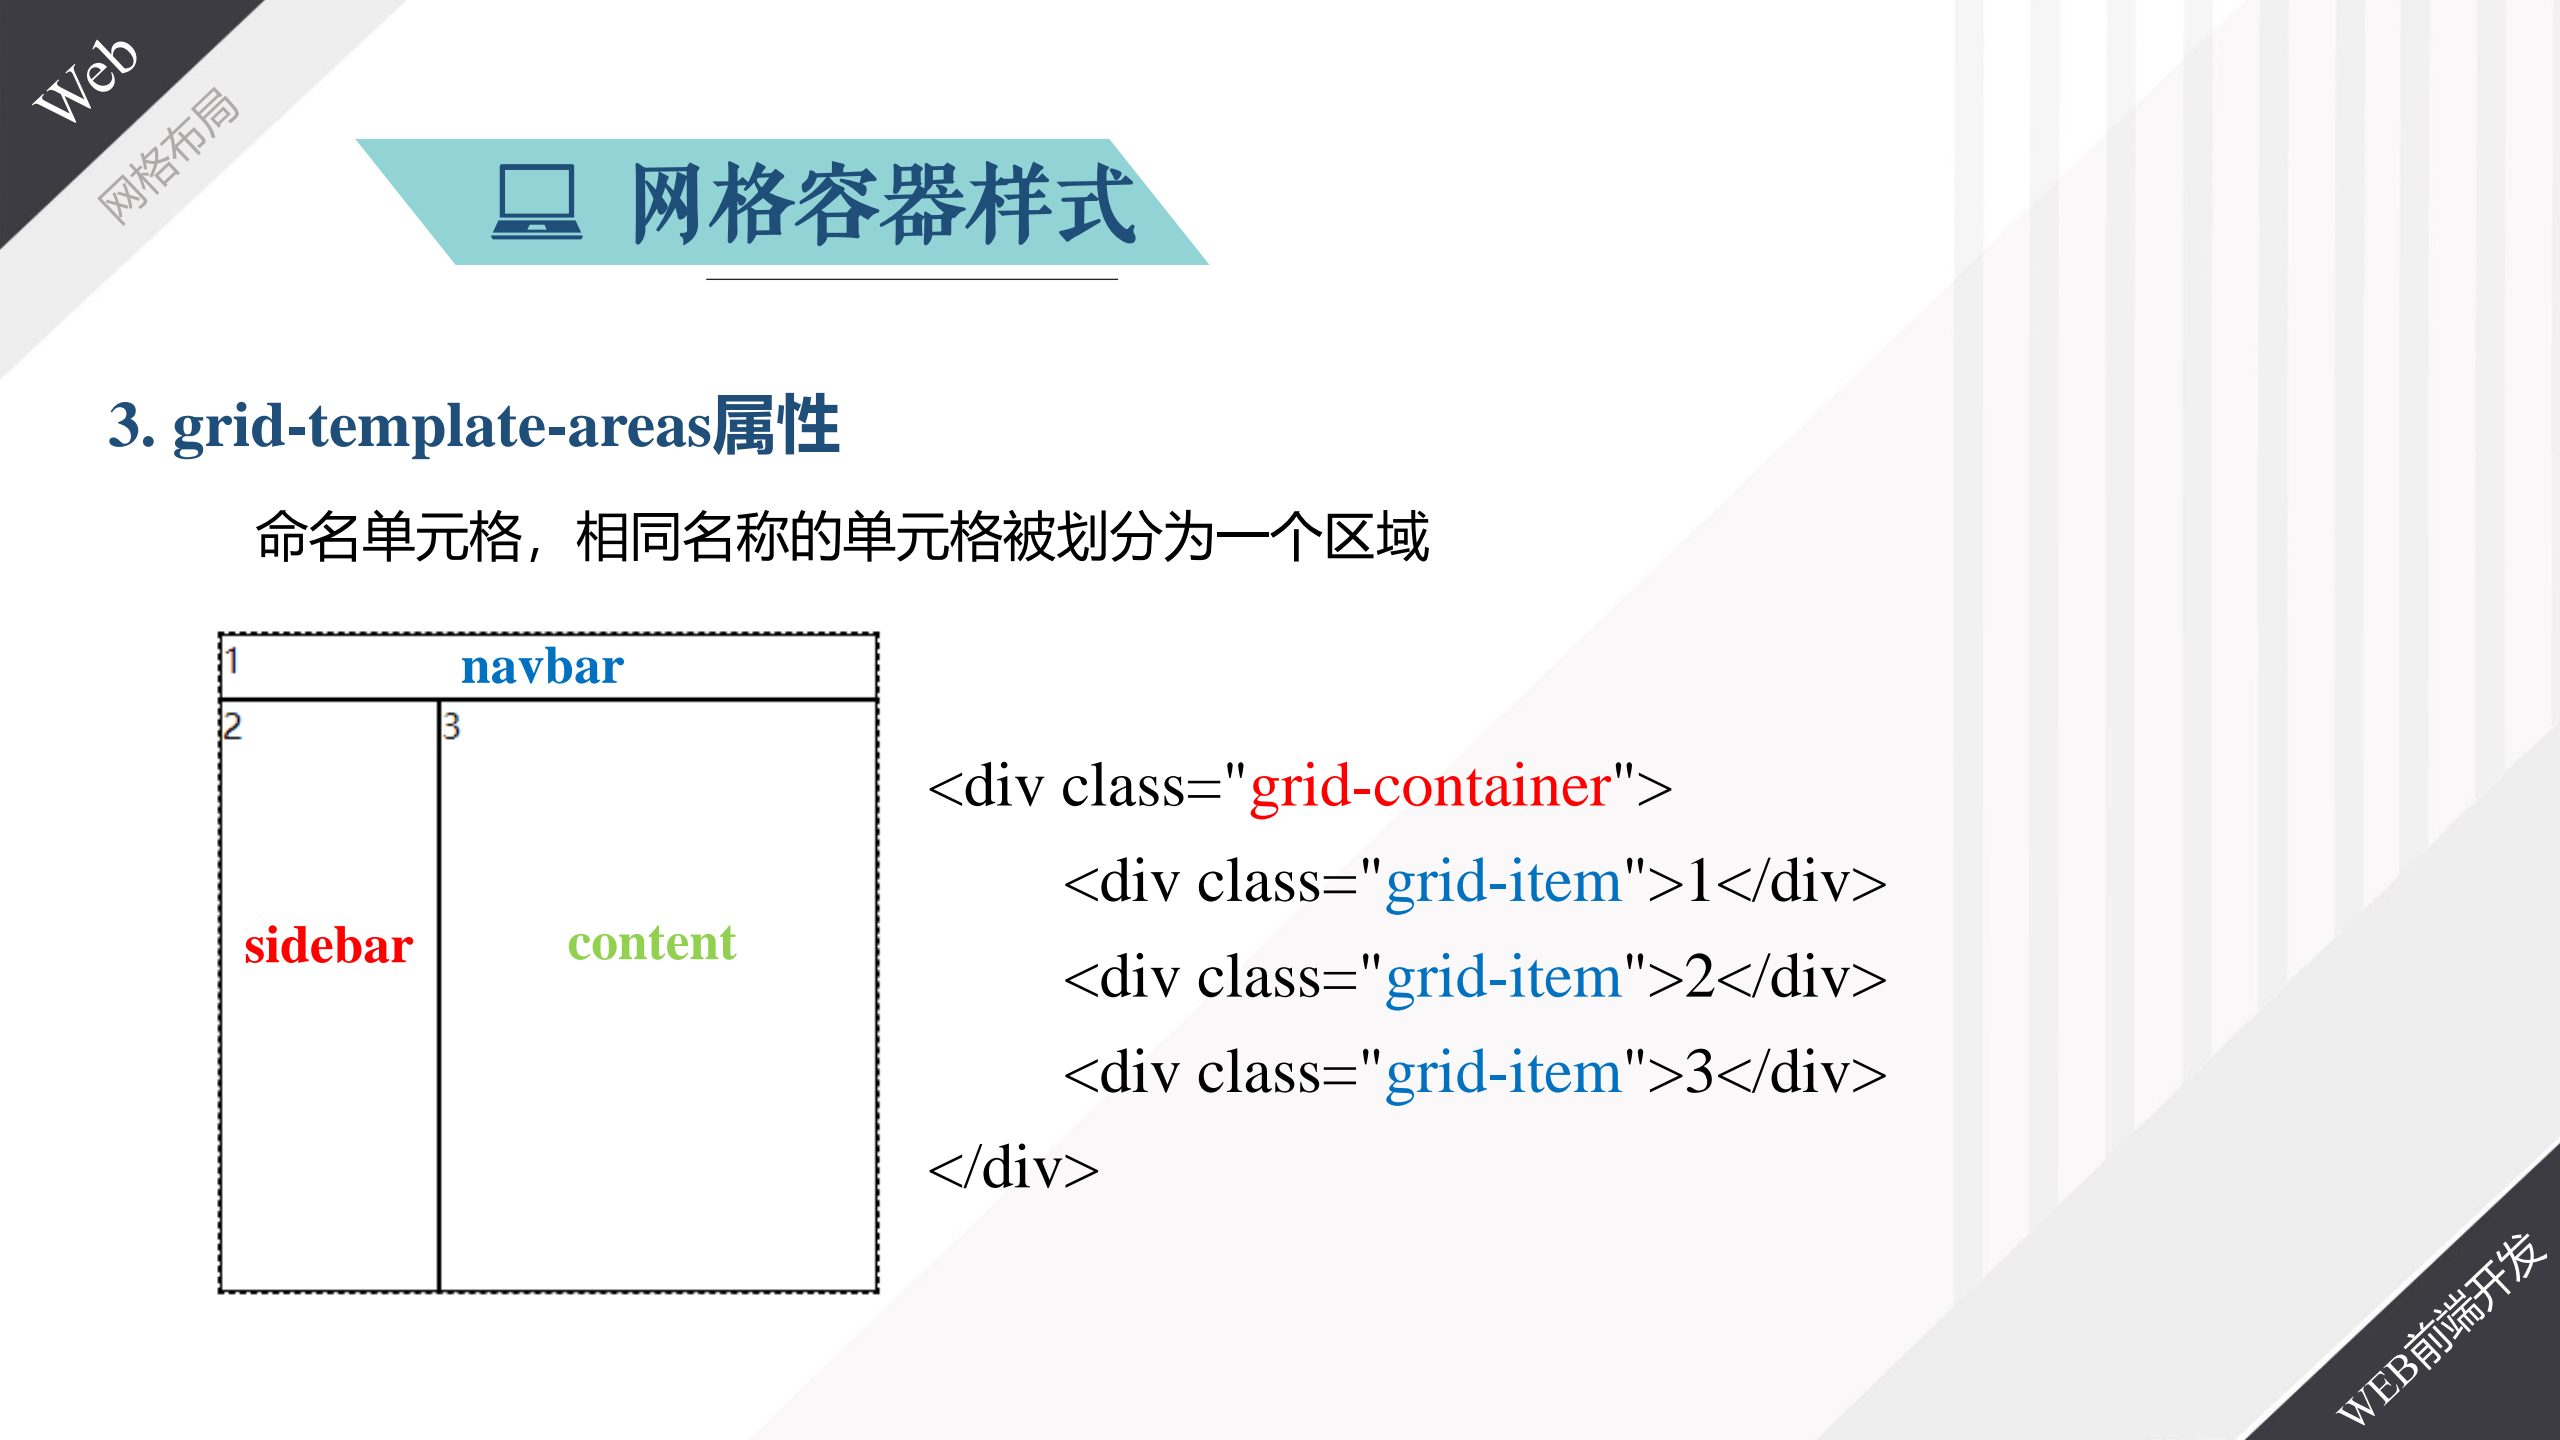 Web
网格布局
网格容器样式
3. grid-template-areas属性
命名单元格，相同名称的单元格被划分为一个区域
1 navbar
2 3
sidebar content
<div class="grid-container">
<div class="grid-item">1</div>
<div class="grid-item">2</div>
<div class="grid-item">3</div>
</div>
WEB前端开发